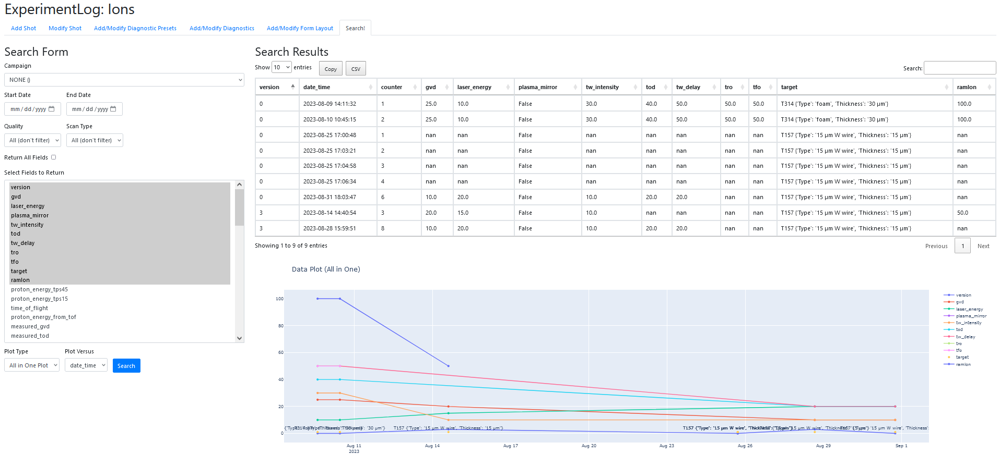 ExperimentLog: Ions
Add Shot Modify Shot Add/Modify Diagnostic Presets Add/Modify Diagnostics Add/Modify Form Layout Search!
Search Form
Campaign
NONE ()
Start Date End Date
mm/dd/yyyy mm/dd/yyyy
Quality Scan Type
All (don't filter) All (don't filter)
Return All Fields
Select Fields to Return
version
gvd
laser_energy
plasma_mirror
tw_intensity
tod
tw_delay
tro
tfo
target
ramlon
proton_energy_tps45
proton_energy_tps15
time_of_flight
proton_energy_from_tof
measured_gvd
measured_tod
Plot Type Plot Versus
All in One Plot date_time Search
Search Results
Show 10 entries Copy CSV Search:
version date_time counter gvd laser_energy plasma_mirror tw_intensity tod tw_delay tro tfo target ramlon
0 2023-08-09 14:11:32 1 25.0 10.0 False 30.0 40.0 50.0 50.0 50.0 T314 {'Type': 'foam', 'Thickness': '30 µm'} 100.0
0 2023-08-10 10:45:15 2 25.0 10.0 False 30.0 40.0 50.0 50.0 50.0 T314 {'Type': 'foam', 'Thickness': '30 µm'} 100.0
0 2023-08-25 17:00:48 1 nan nan False nan nan nan nan nan T157 {'Type': '15 µm W wire', 'Thickness': '15 µm'} nan
0 2023-08-25 17:03:21 2 nan nan False nan nan nan nan nan T157 {'Type': '15 µm W wire', 'Thickness': '15 µm'} nan
0 2023-08-25 17:04:58 3 nan nan False nan nan nan nan nan T157 {'Type': '15 µm W wire', 'Thickness': '15 µm'} nan
0 2023-08-25 17:06:34 4 nan nan False nan nan nan nan nan T157 {'Type': '15 µm W wire', 'Thickness': '15 µm'} nan
0 2023-08-31 18:03:47 6 10.0 20.0 False 10.0 20.0 20.0 nan nan T157 {'Type': '15 µm W wire', 'Thickness': '15 µm'} nan
3 2023-08-14 14:40:54 3 20.0 15.0 False 10.0 nan nan nan nan T157 {'Type': '15 µm W wire', 'Thickness': '15 µm'} 50.0
3 2023-08-28 15:59:51 8 10.0 20.0 False 10.0 20.0 20.0 nan nan T157 {'Type': '15 µm W wire', 'Thickness': '15 µm'} nan
Showing 1 to 9 of 9 entries Previous 1 Next
Data Plot (All in One)
100
80
60
40
20
0
T157 {'Type': '15 µm W wire', 'Thickness': '15 µm'}
T157 {'Type': '15 µm W wire', 'Thickness': '15 µm'}
Aug 11 Aug 14 Aug 17 Aug 20 Aug 23 Aug 26 Aug 29 Sep 1
2023
version
gvd
laser_energy
plasma_mirror
tw_intensity
tod
tw_delay
tro
tfo
target
ramlon